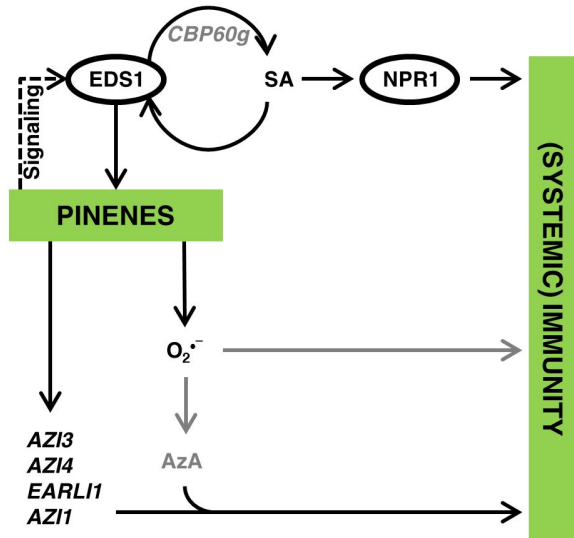 CBP60g
EDS1
SA
NPR1
Signaling
PINENES
(SYSTEMIC) IMMUNITY
O₂•⁻
AZI3
AZI4
AzA
EARLI1
AZI1